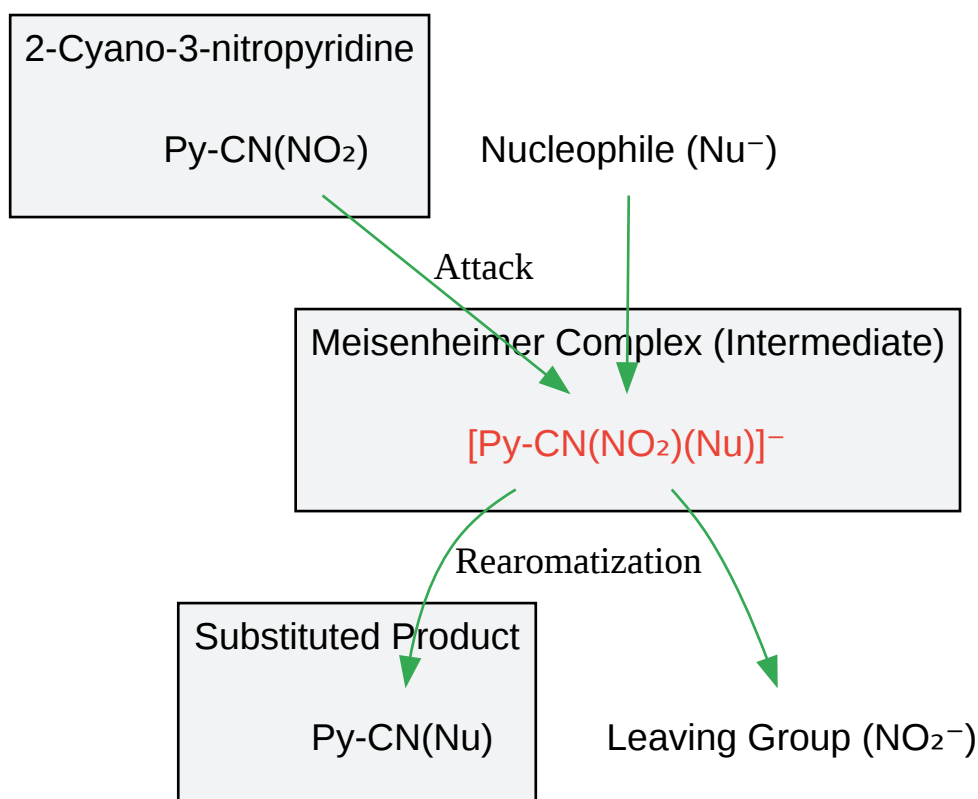 2-Cyano-3-nitropyridine
Py-CN(NO₂)
Nucleophile (Nu⁻)
Attack
Meisenheimer Complex (Intermediate)
[Py-CN(NO₂)(Nu)]⁻
Rearomatization
Substituted Product
Py-CN(Nu)
Leaving Group (NO₂⁻)